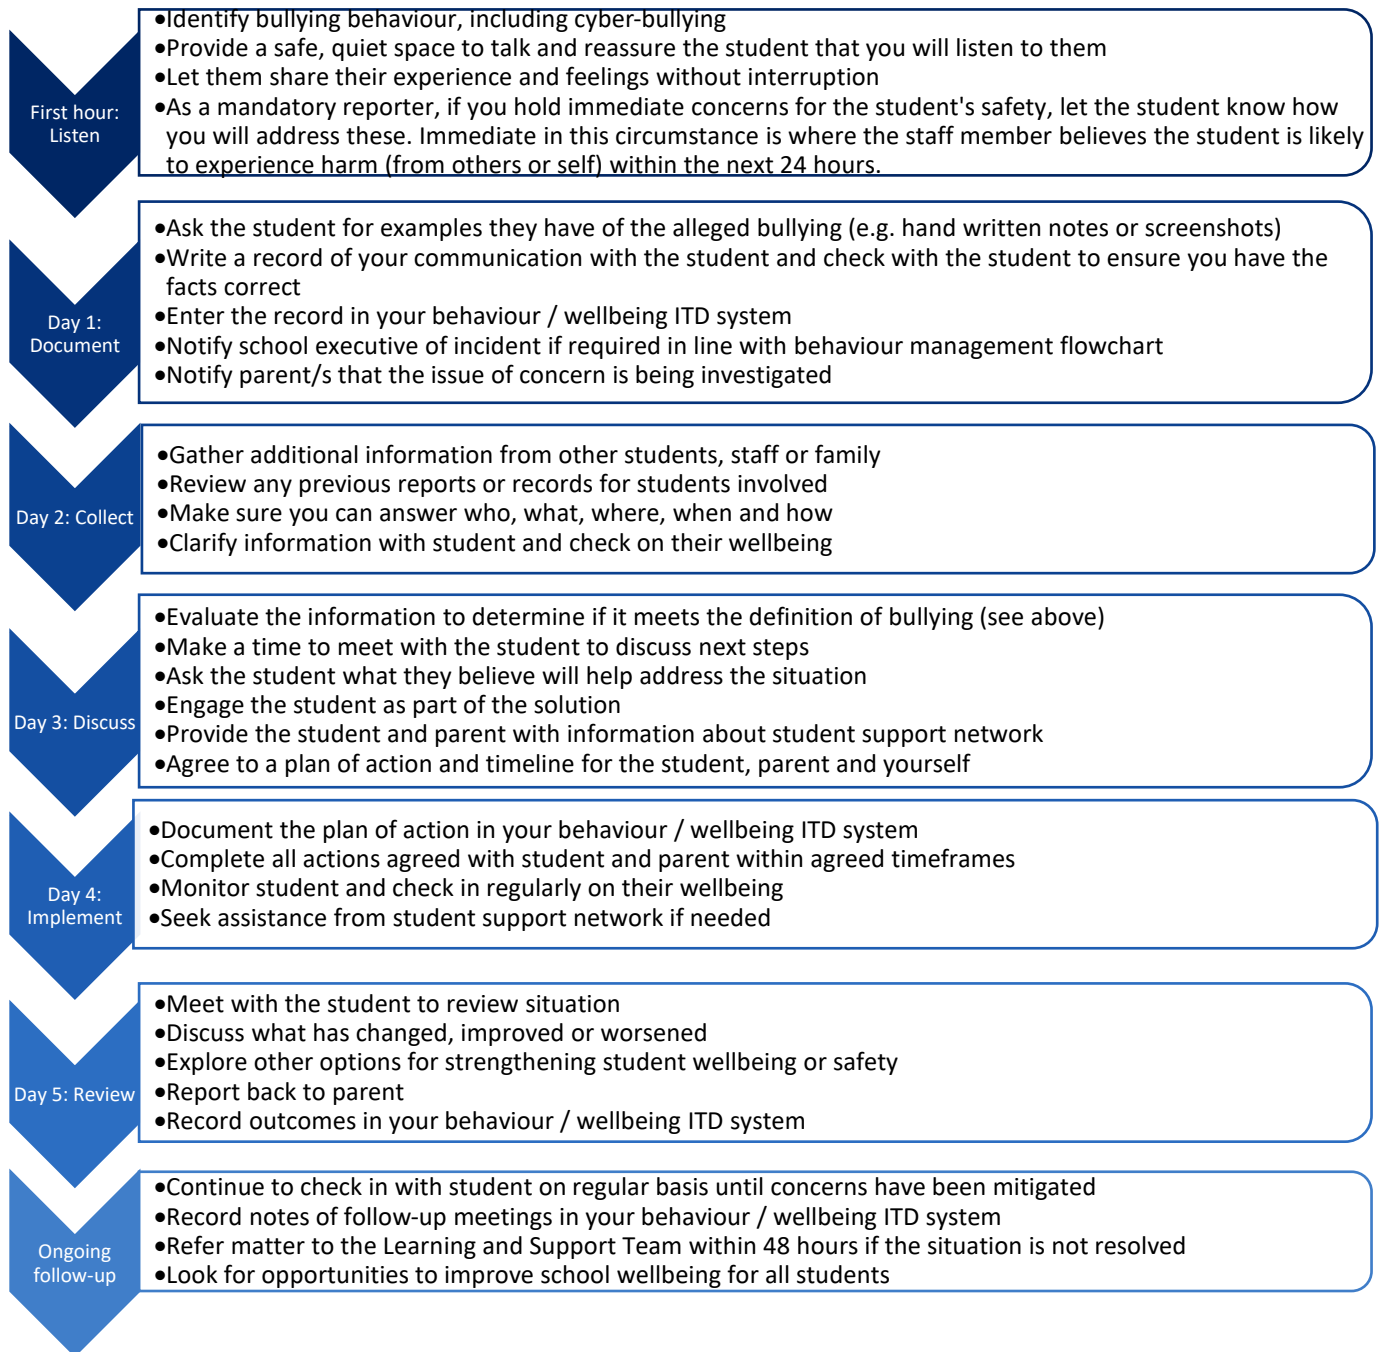 First hour:
Listen
•Identify bullying behaviour, including cyber-bullying
•Provide a safe, quiet space to talk and reassure the student that you will listen to them
•Let them share their experience and feelings without interruption
•As a mandatory reporter, if you hold immediate concerns for the student's safety, let the student know how
you will address these. Immediate in this circumstance is where the staff member believes the student is likely
to experience harm (from others or self) within the next 24 hours.
Day 1:
Document
•Ask the student for examples they have of the alleged bullying (e.g. hand written notes or screenshots)
•Write a record of your communication with the student and check with the student to ensure you have the
facts correct
•Enter the record in your behaviour / wellbeing ITD system
•Notify school executive of incident if required in line with behaviour management flowchart
•Notify parent/s that the issue of concern is being investigated
Day 2: Collect
•Gather additional information from other students, staff or family
•Review any previous reports or records for students involved
•Make sure you can answer who, what, where, when and how
•Clarify information with student and check on their wellbeing
Day 3: Discuss
•Evaluate the information to determine if it meets the definition of bullying (see above)
•Make a time to meet with the student to discuss next steps
•Ask the student what they believe will help address the situation
•Engage the student as part of the solution
•Provide the student and parent with information about student support network
•Agree to a plan of action and timeline for the student, parent and yourself
Day 4:
Implement
•Document the plan of action in your behaviour / wellbeing ITD system
•Complete all actions agreed with student and parent within agreed timeframes
•Monitor student and check in regularly on their wellbeing
•Seek assistance from student support network if needed
Day 5: Review
•Meet with the student to review situation
•Discuss what has changed, improved or worsened
•Explore other options for strengthening student wellbeing or safety
•Report back to parent
•Record outcomes in your behaviour / wellbeing ITD system
Ongoing
follow-up
•Continue to check in with student on regular basis until concerns have been mitigated
•Record notes of follow-up meetings in your behaviour / wellbeing ITD system
•Refer matter to the Learning and Support Team within 48 hours if the situation is not resolved
•Look for opportunities to improve school wellbeing for all students